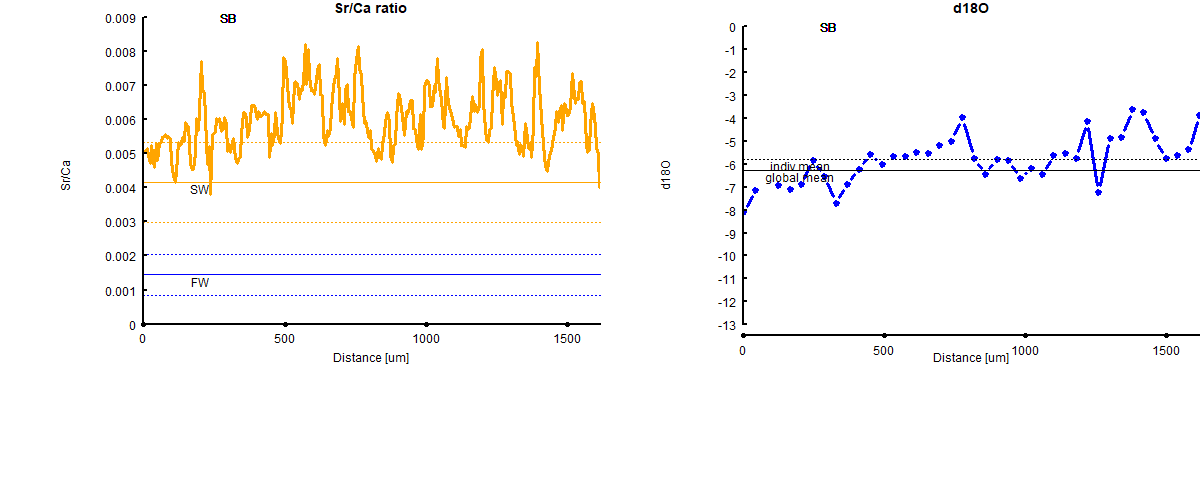 Sr/Ca ratio
SB
0.009
0.008
0.007
0.006
0.005
0.004
0.003
0.002
0.001
0
Sr/Ca
SW
FW
0
500
1000
1500
Distance [um]
d18O
SB
0
-1
-2
-3
-4
-5
-6
-7
-8
-9
-10
-11
-12
-13
d18O
indiv mean
global mean
0
500
1000
1500
Distance [um]